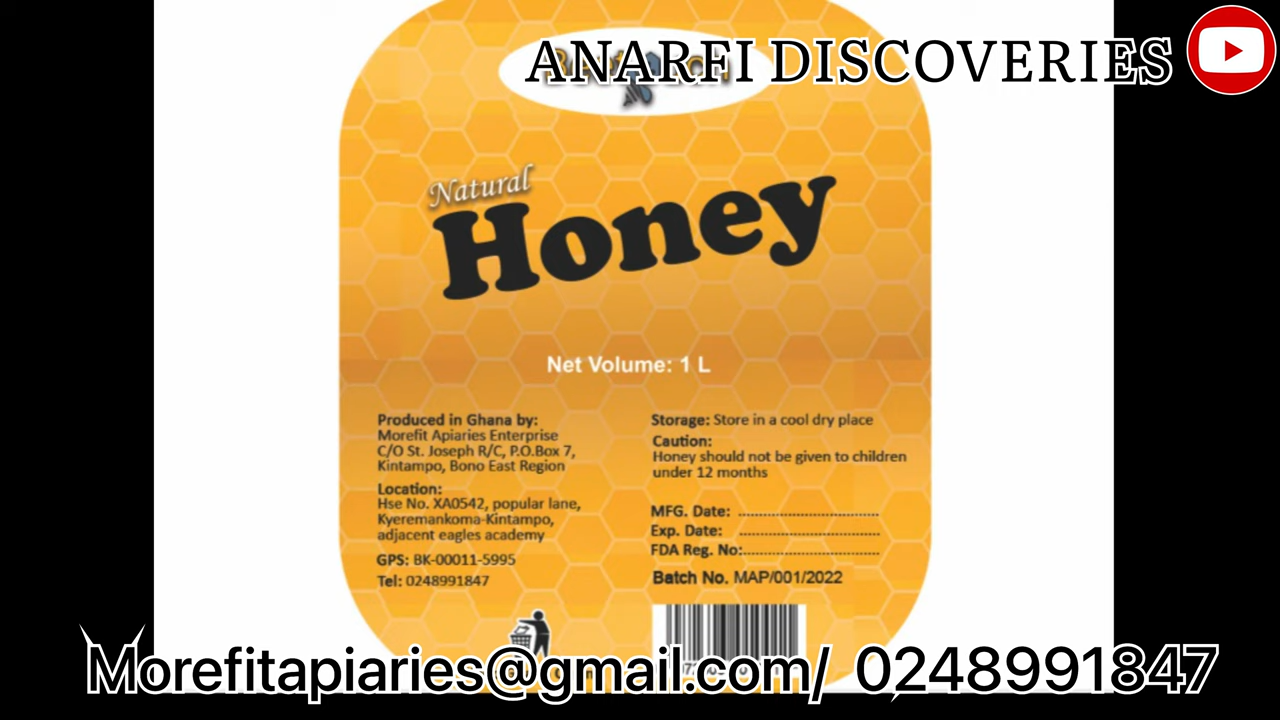 ANARFI DISCOVERIES
Natural
Honey
Net Volume: 1 L
Produced in Ghana by:
Morefit Apiaries Enterprise
C/O St. Joseph R/C, P.O.Box 7,
Kintampo, Bono East Region
Location:
Hse No. XA0542, popular lane,
Kyeremankoma-Kintampo,
adjacent eagles academy
GPS: BK-00011-5995
Tel: 0248991847
Storage: Store in a cool dry place
Caution:
Honey should not be given to children
under 12 months
MFG. Date: ................................
Exp. Date: ................................
FDA Reg. No:................................
Batch No. MAP/001/2022
Morefitapiaries@gmail.com/ 0248991847